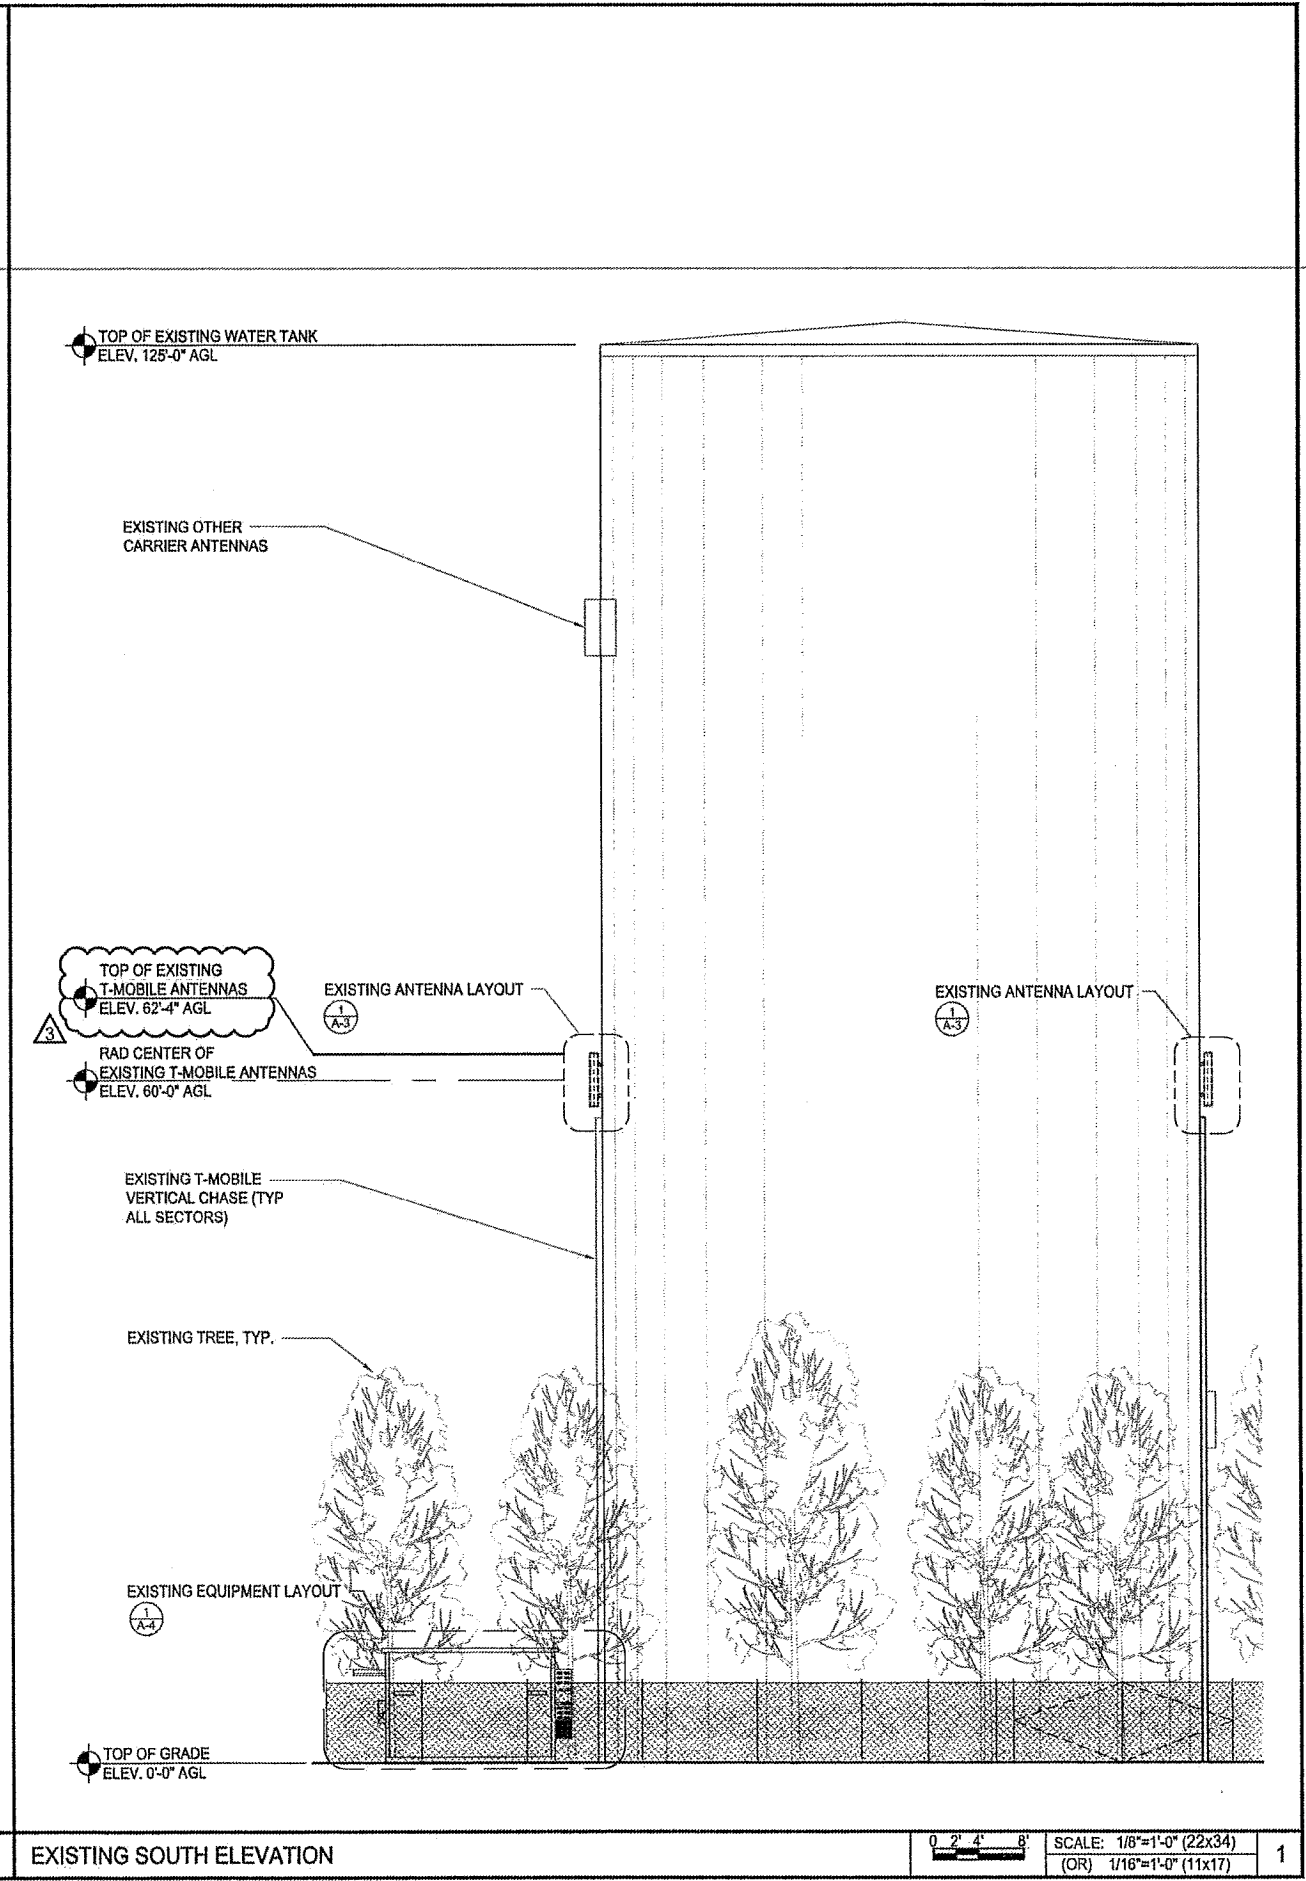 TOP OF EXISTING WATER TANK
ELEV. 125'-0" AGL
EXISTING OTHER
CARRIER ANTENNAS
TOP OF EXISTING
T-MOBILE ANTENNAS
ELEV. 62'-4" AGL
3
EXISTING ANTENNA LAYOUT
1
A-3
EXISTING ANTENNA LAYOUT
1
A-3
RAD CENTER OF
EXISTING T-MOBILE ANTENNAS
ELEV. 60'-0" AGL
EXISTING T-MOBILE
VERTICAL CHASE (TYP
ALL SECTORS)
EXISTING TREE, TYP.
EXISTING EQUIPMENT LAYOUT
1
A-4
TOP OF GRADE
ELEV. 0'-0" AGL
EXISTING SOUTH ELEVATION
0 2' 4' 8'
SCALE: 1/8"=1'-0" (22x34)
(OR) 1/16"=1'-0" (11x17)
1